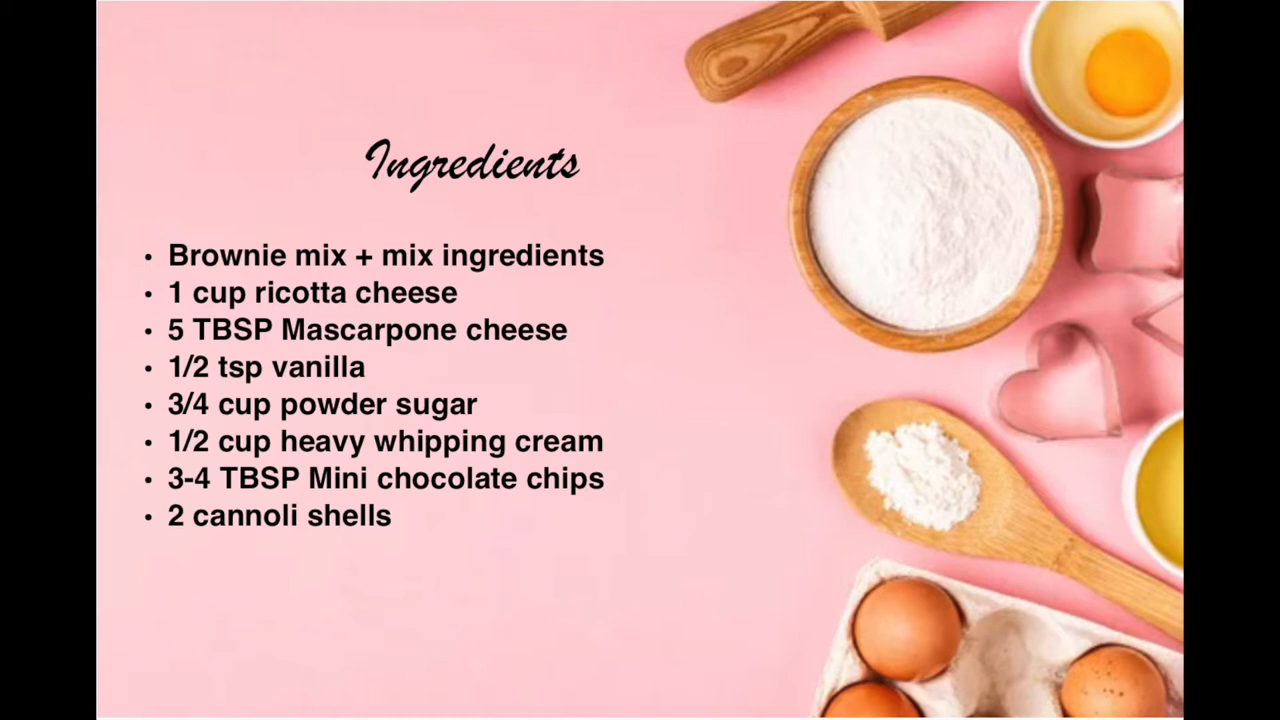 Ingredients
• Brownie mix + mix ingredients
• 1 cup ricotta cheese
• 5 TBSP Mascarpone cheese
• 1/2 tsp vanilla
• 3/4 cup powder sugar
• 1/2 cup heavy whipping cream
• 3-4 TBSP Mini chocolate chips
• 2 cannoli shells